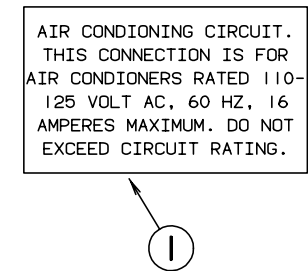 AIR CONDIONING CIRCUIT.
THIS CONNECTION IS FOR
AIR CONDIONERS RATED 110-
125 VOLT AC, 60 HZ, 16
AMPERES MAXIMUM. DO NOT
EXCEED CIRCUIT RATING.
1